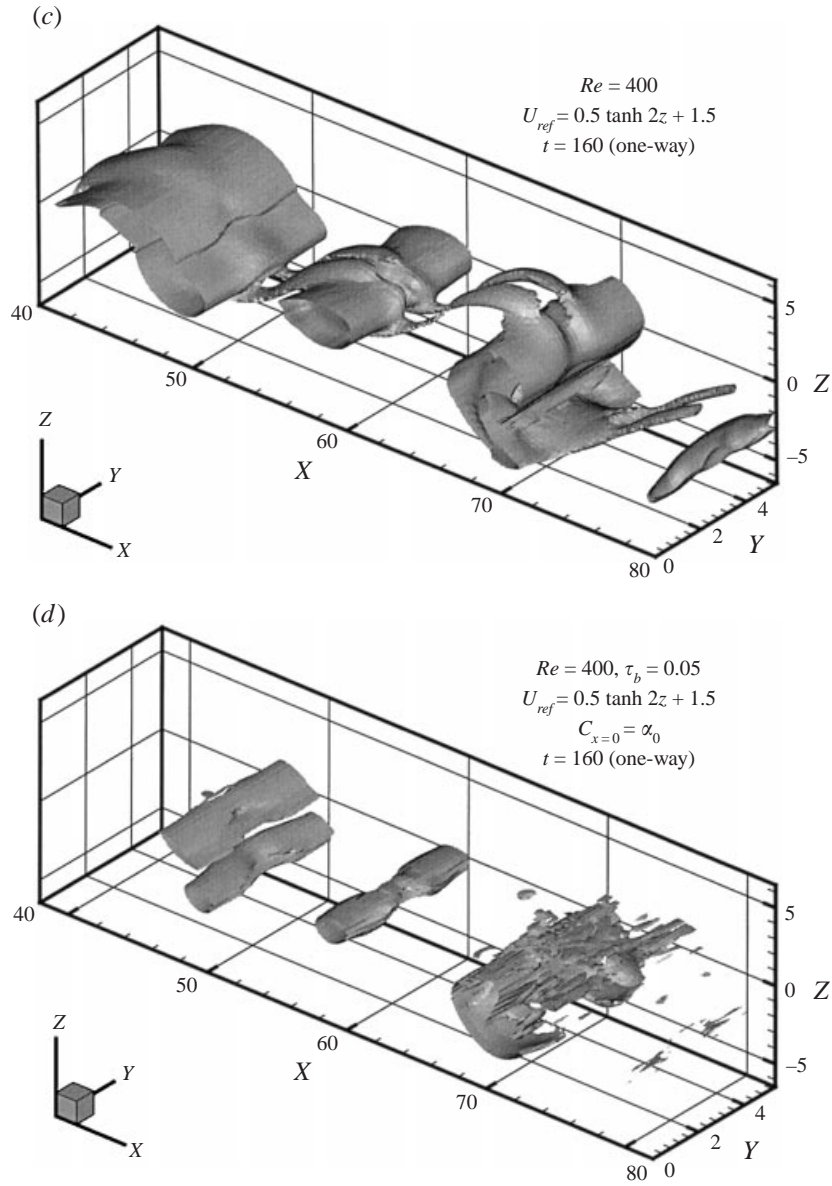 (c)
Re = 400
U_ref = 0.5 tanh 2z + 1.5
t = 160 (one-way)
40
50
60
70
80
X
0
2
4
Y
5
0
Z
–5
Z
Y
X
(d)
Re = 400, τ_b = 0.05
U_ref = 0.5 tanh 2z + 1.5
C_x=0 = α_0
t = 160 (one-way)
40
50
60
70
80
X
0
2
4
Y
5
0
Z
–5
Z
Y
X